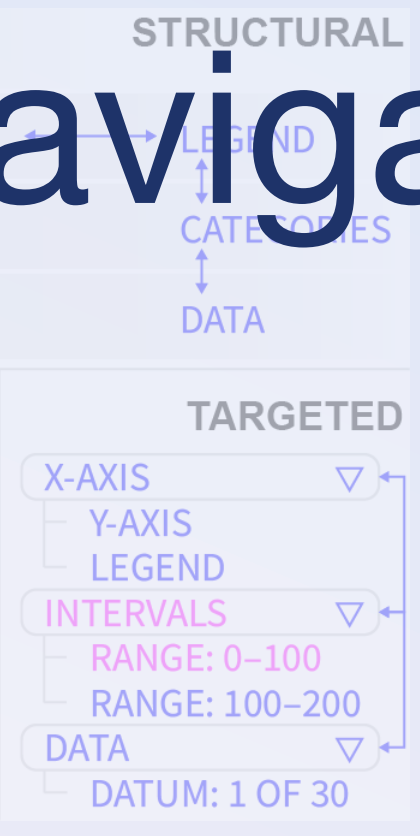 STRUCTURAL
aviga
LEGEND
CATEGORIES
DATA
TARGETED
X-AXIS
Y-AXIS
LEGEND
INTERVALS
RANGE: 0–100
RANGE: 100–200
DATA
DATUM: 1 OF 30